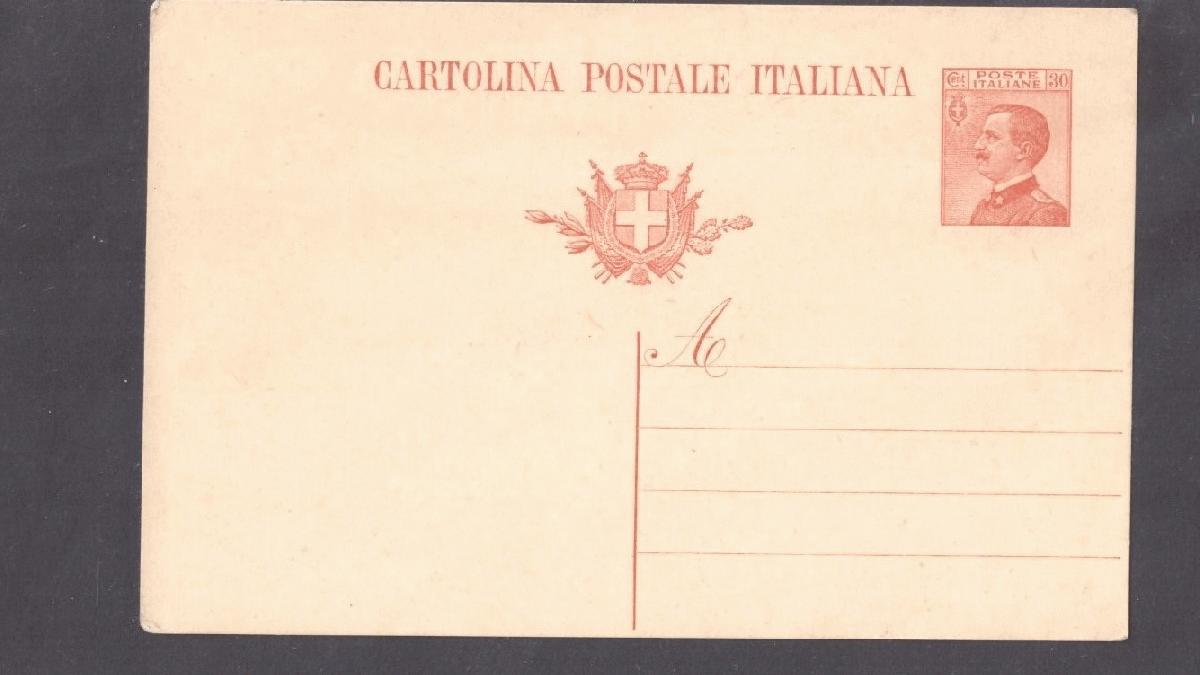 CARTOLINA POSTALE ITALIANA
Cent. POSTE ITALIANE 30
A